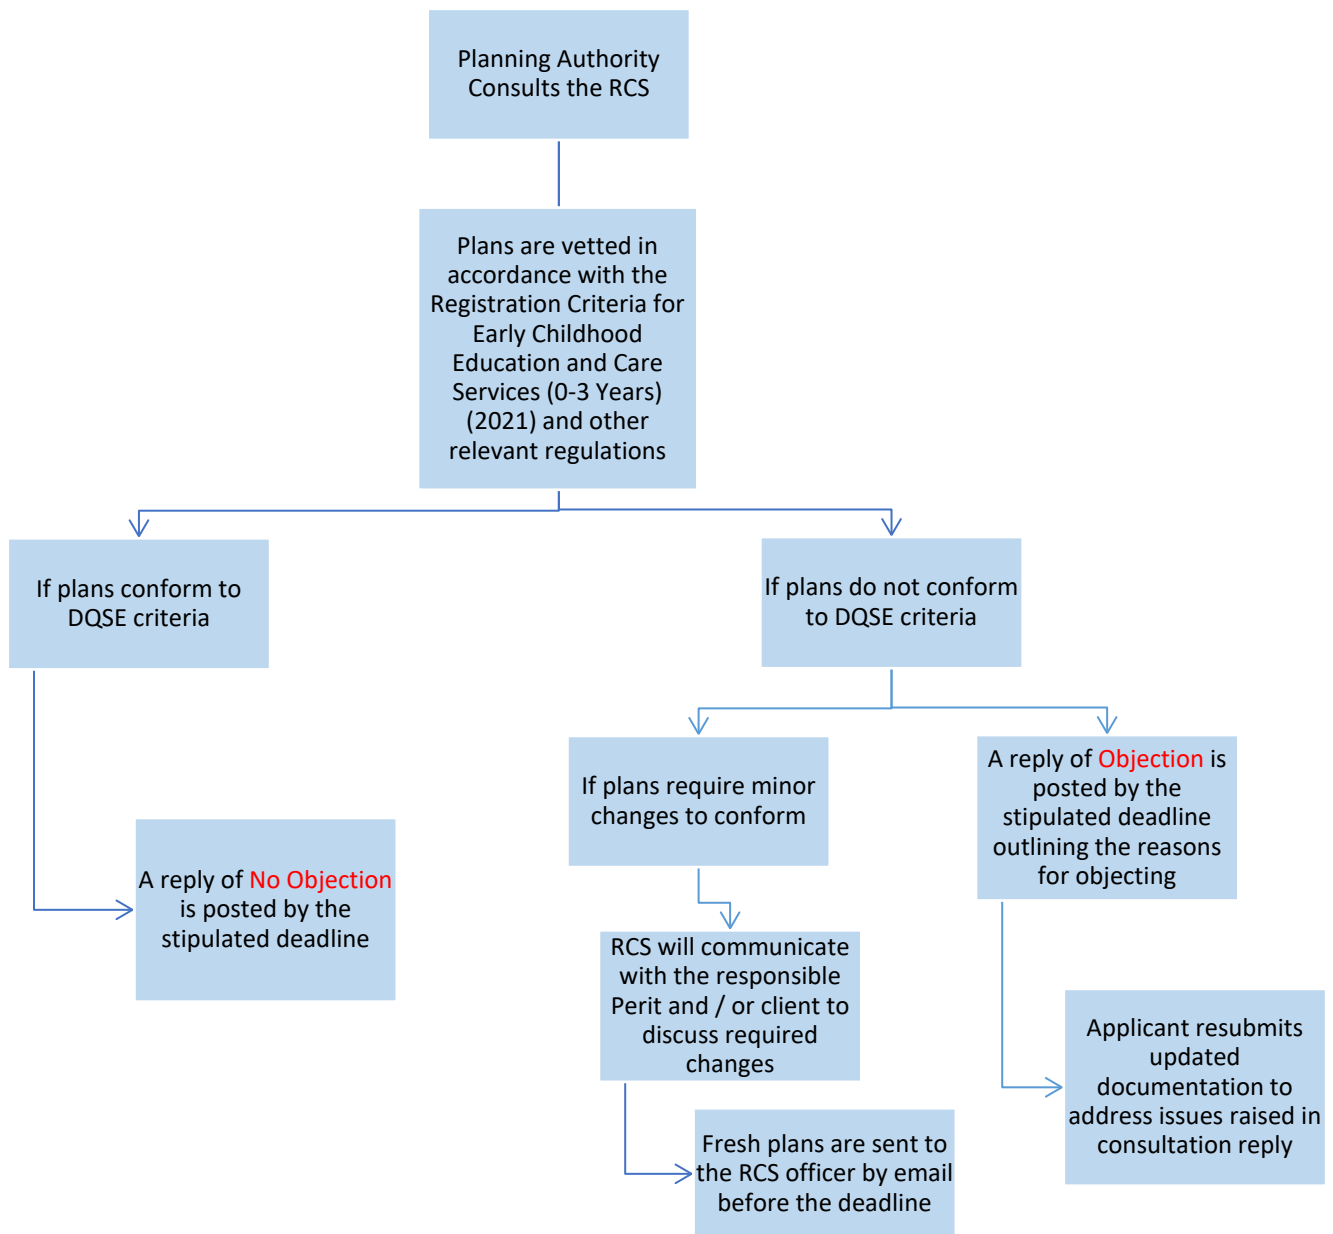 Planning Authority
Consults the RCS
Plans are vetted in
accordance with the
Registration Criteria for
Early Childhood
Education and Care
Services (0-3 Years)
(2021) and other
relevant regulations
If plans conform to
DQSE criteria
If plans do not conform
to DQSE criteria
A reply of No Objection
is posted by the
stipulated deadline
If plans require minor
changes to conform
RCS will communicate
with the responsible
Perit and / or client to
discuss required
changes
Fresh plans are sent to
the RCS officer by email
before the deadline
A reply of Objection is
posted by the
stipulated deadline
outlining the reasons
for objecting
Applicant resubmits
updated
documentation to
address issues raised in
consultation reply